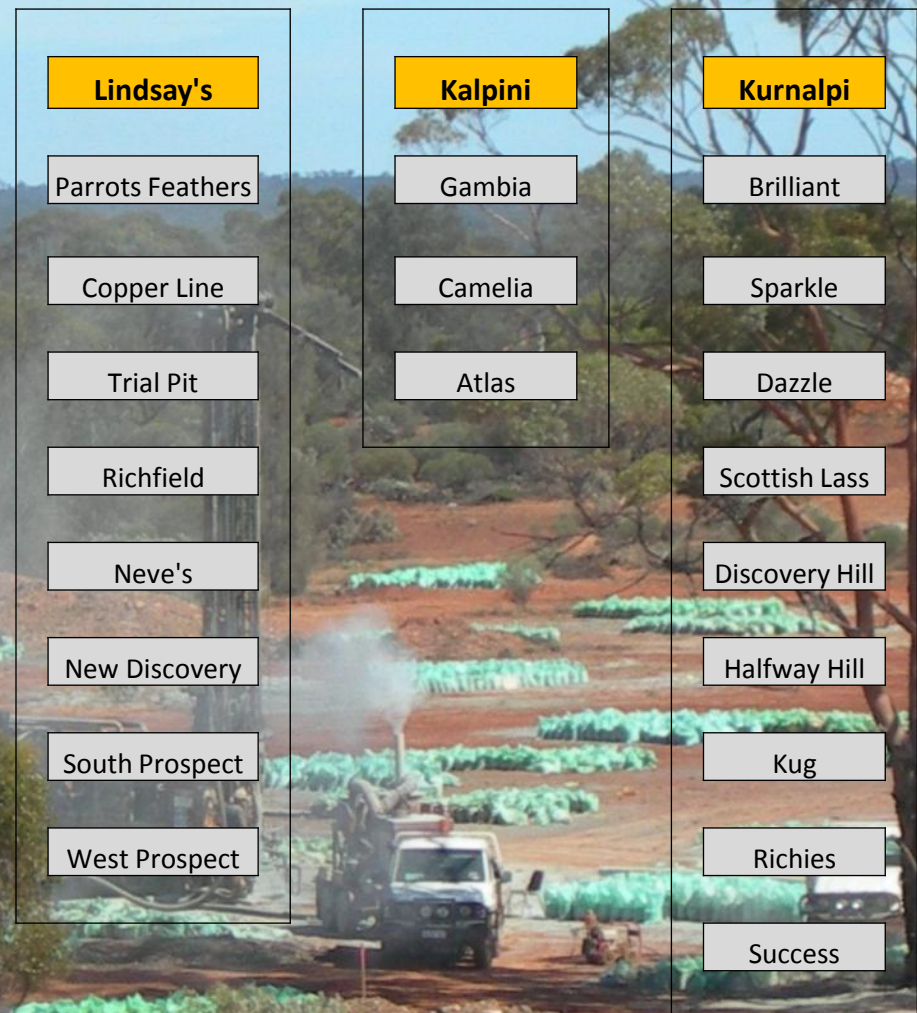 Lindsay's
Parrots Feathers
Copper Line
Trial Pit
Richfield
Neve's
New Discovery
South Prospect
West Prospect
Kalpini
Gambia
Camelia
Atlas
Kurnalpi
Brilliant
Sparkle
Dazzle
Scottish Lass
Discovery Hill
Halfway Hill
Kug
Richies
Success